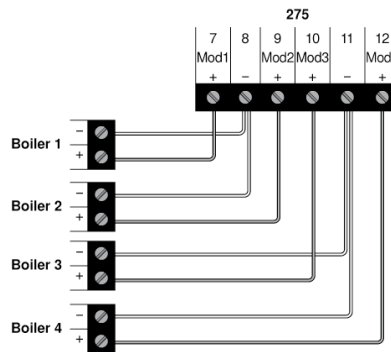 275
7 8 9 10 11 12
Mod1 Mod2 Mod3 Mod
+ − + + − +
−
Boiler 1
+
−
Boiler 2
+
−
Boiler 3
+
−
Boiler 4
+